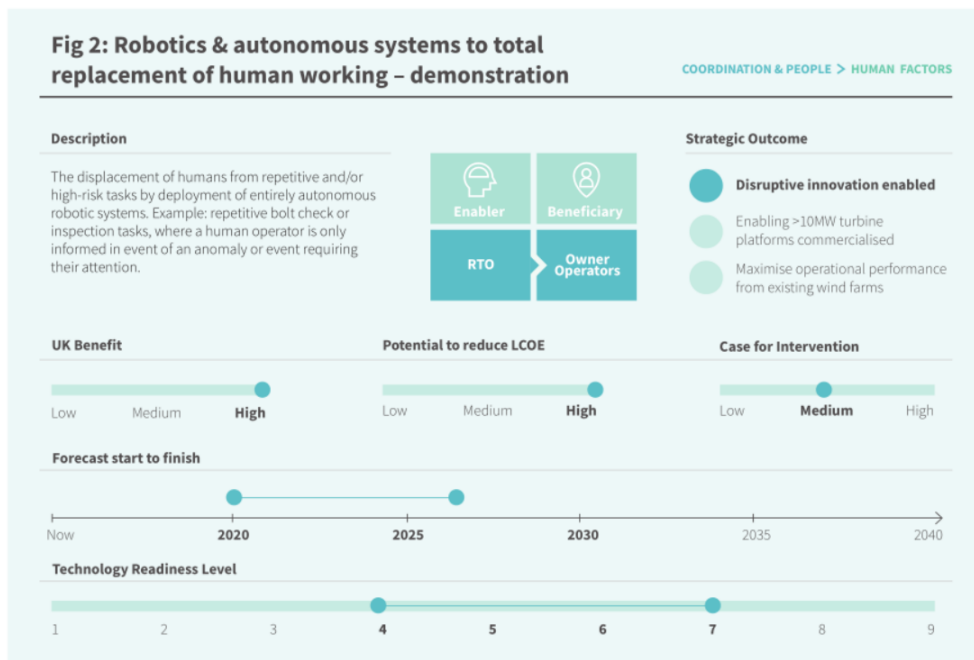 Fig 2: Robotics & autonomous systems to total
replacement of human working – demonstration
COORDINATION & PEOPLE > HUMAN FACTORS
Description
The displacement of humans from repetitive and/or
high-risk tasks by deployment of entirely autonomous
robotic systems. Example: repetitive bolt check or
inspection tasks, where a human operator is only
informed in event of an anomaly or event requiring
their attention.
Enabler
Beneficiary
RTO
Owner
Operators
Strategic Outcome
Disruptive innovation enabled
Enabling >10MW turbine
platforms commercialised
Maximise operational performance
from existing wind farms
UK Benefit
Low Medium High
Potential to reduce LCOE
Low Medium High
Case for Intervention
Low Medium High
Forecast start to finish
Now 2020 2025 2030 2035 2040
Technology Readiness Level
1 2 3 4 5 6 7 8 9